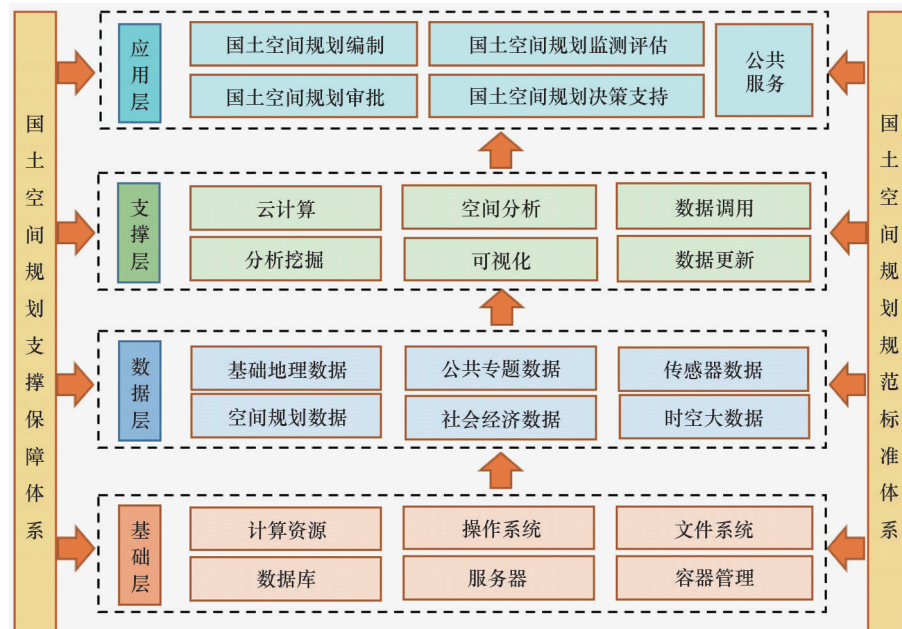 国土空间规划支撑保障体系
应用层
国土空间规划编制
国土空间规划监测评估
公共服务
国土空间规划审批
国土空间规划决策支持
支撑层
云计算
空间分析
数据调用
分析挖掘
可视化
数据更新
数据层
基础地理数据
公共专题数据
传感器数据
空间规划数据
社会经济数据
时空大数据
基础层
计算资源
操作系统
文件系统
数据库
服务器
容器管理
国土空间规划规范标准体系